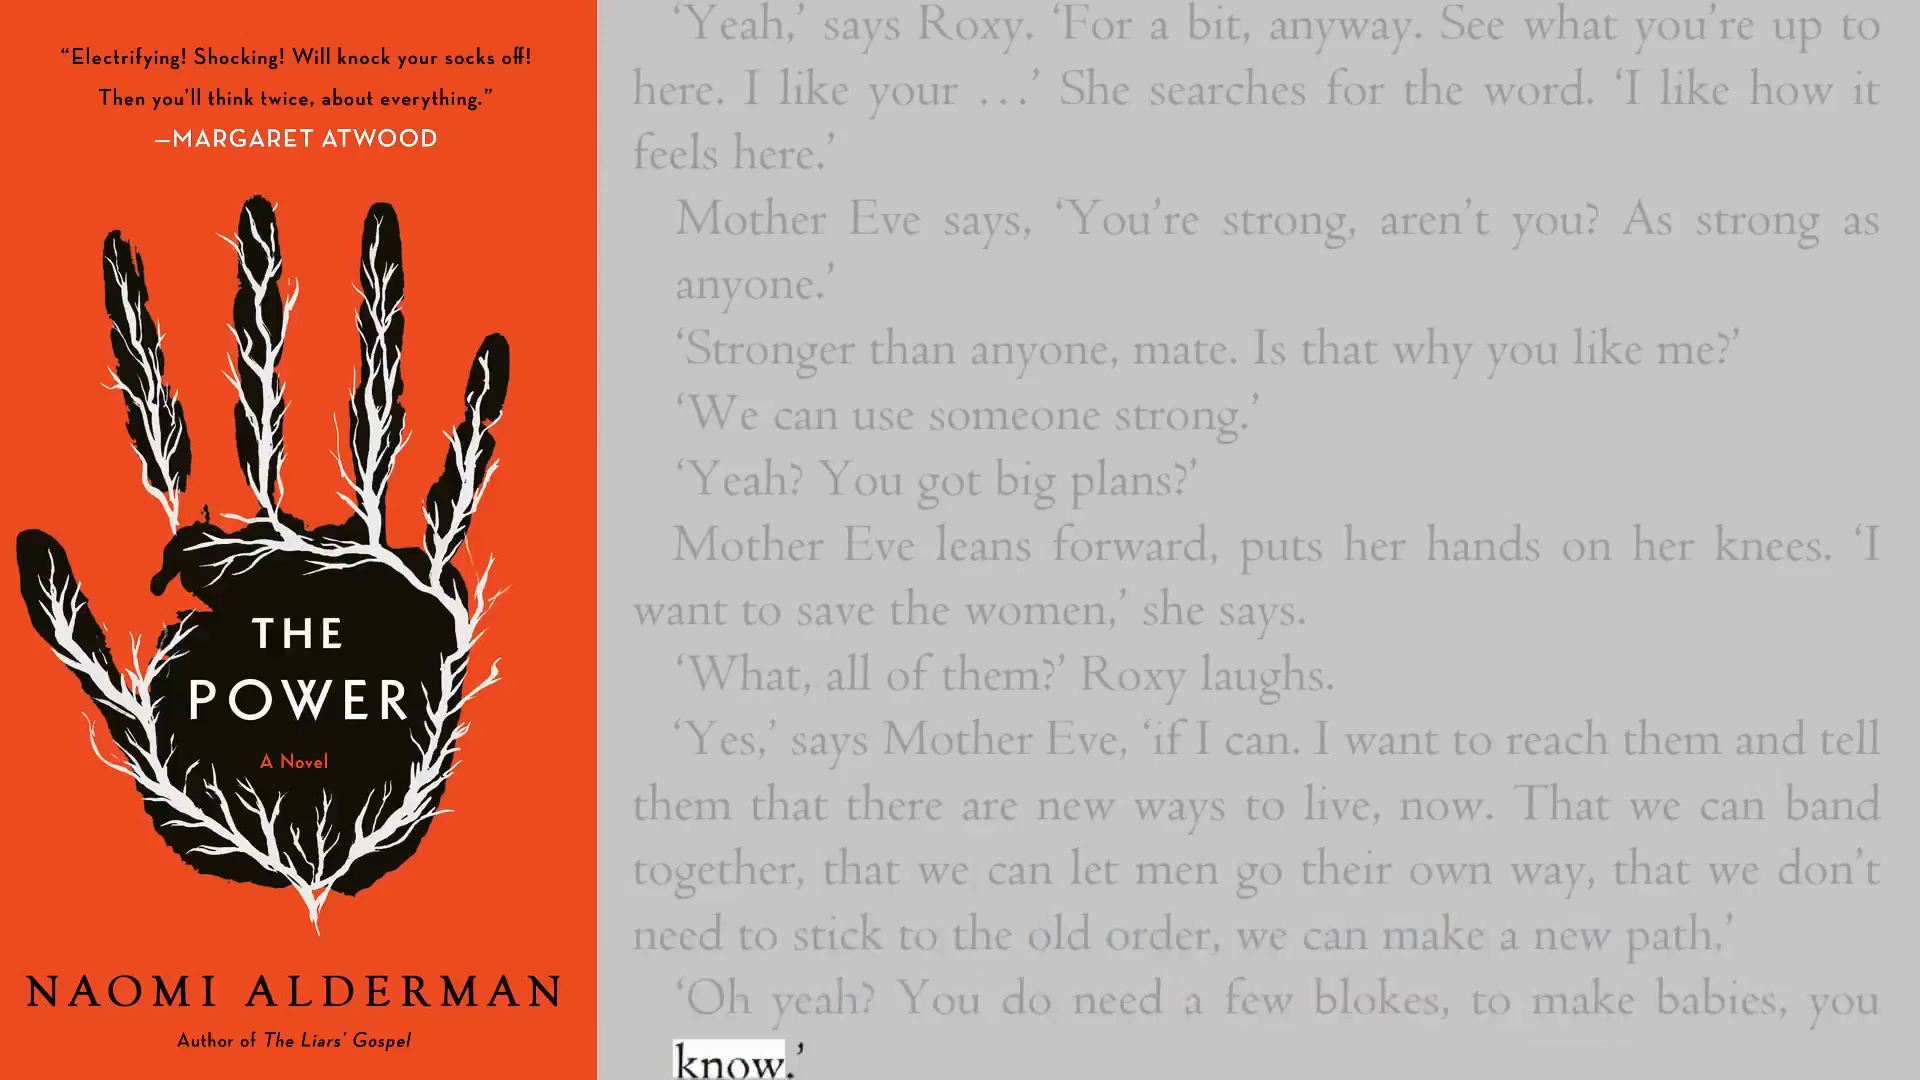 “Electrifying! Shocking! Will knock your socks off!
Then you’ll think twice, about everything.”
—MARGARET ATWOOD
THE
POWER
A Novel
NAOMI ALDERMAN
Author of The Liars’ Gospel
‘Yeah,’ says Roxy. ‘For a bit, anyway. See what you’re up to
here. I like your …’ She searches for the word. ‘I like how it
feels here.’
Mother Eve says, ‘You’re strong, aren’t you? As strong as
anyone.’
‘Stronger than anyone, mate. Is that why you like me?’
‘We can use someone strong.’
‘Yeah? You got big plans?’
Mother Eve leans forward, puts her hands on her knees. ‘I
want to save the women,’ she says.
‘What, all of them?’ Roxy laughs.
‘Yes,’ says Mother Eve, ‘if I can. I want to reach them and tell
them that there are new ways to live, now. That we can band
together, that we can let men go their own way, that we don’t
need to stick to the old order, we can make a new path.’
‘Oh yeah? You do need a few blokes, to make babies, you
know.’